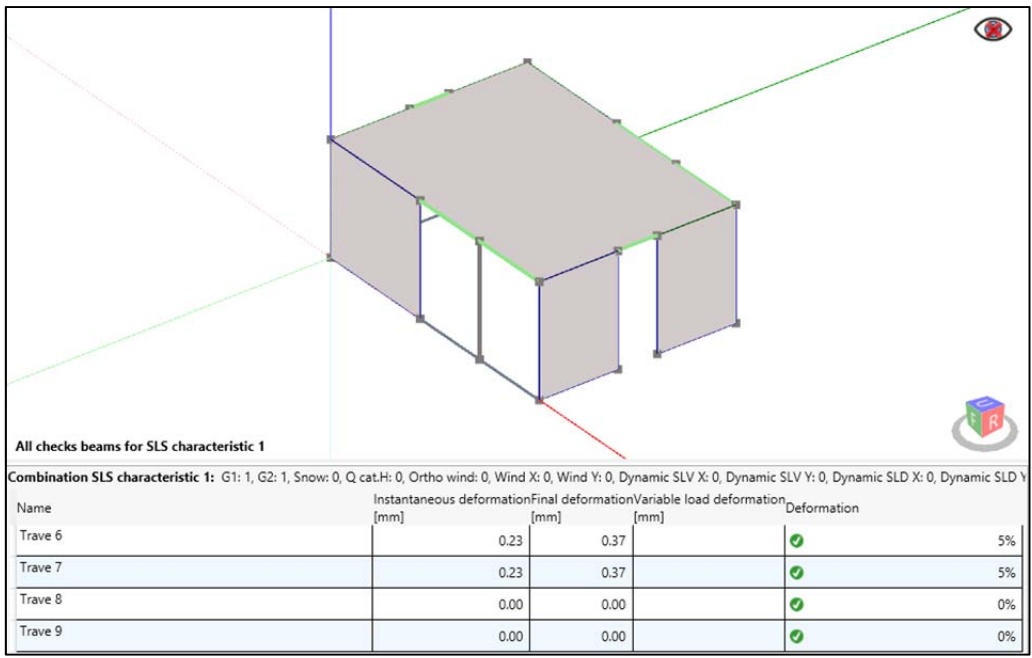 All checks beams for SLS characteristic 1
Combination SLS characteristic 1: G1: 1, G2: 1, Snow: 0, Q cat.H: 0, Ortho wind: 0, Wind X: 0, Wind Y: 0, Dynamic SLV X: 0, Dynamic SLV Y: 0, Dynamic SLD X: 0, Dynamic SLD Y
Name Instantaneous deformation [mm] Final deformation [mm] Variable load deformation [mm] Deformation
Trave 6 0.23 0.37 5%
Trave 7 0.23 0.37 5%
Trave 8 0.00 0.00 0%
Trave 9 0.00 0.00 0%
U
F R